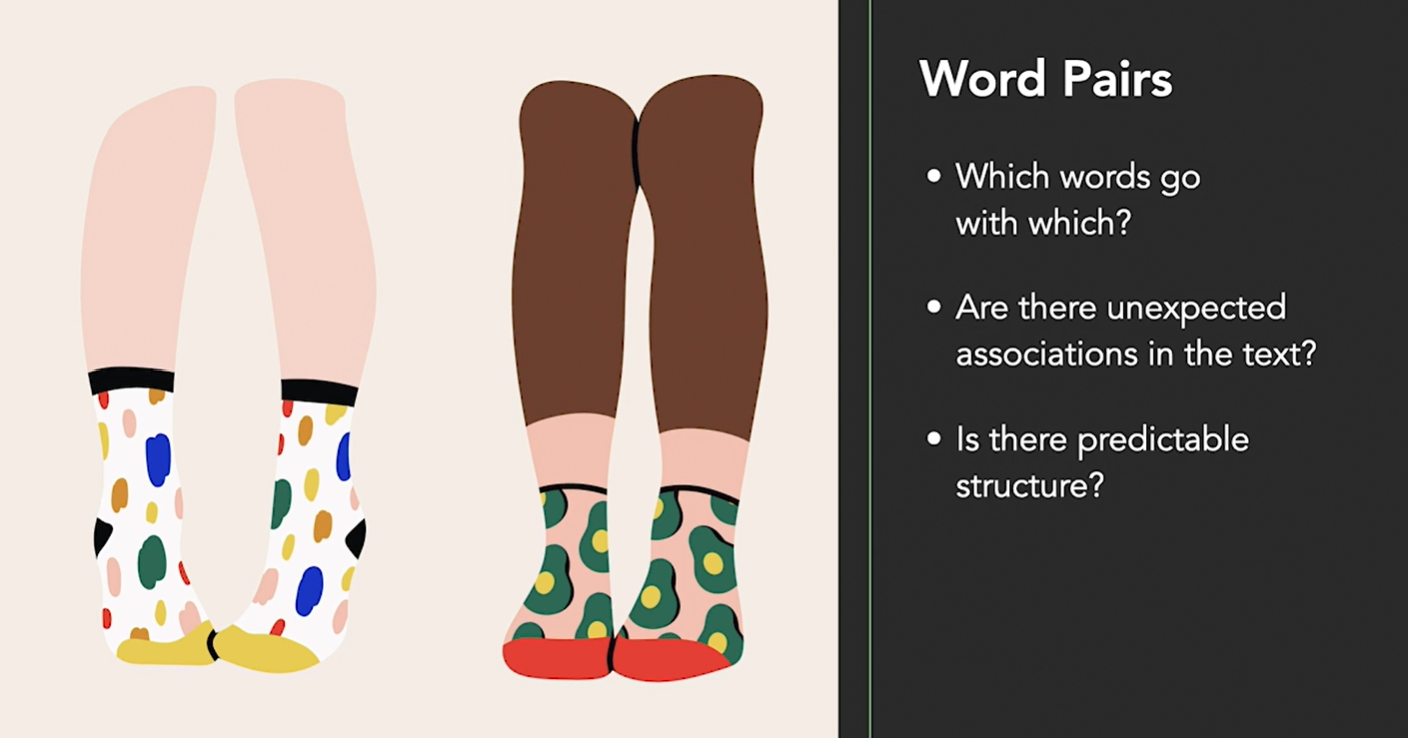 Word Pairs
• Which words go
with which?
• Are there unexpected
associations in the text?
• Is there predictable
structure?